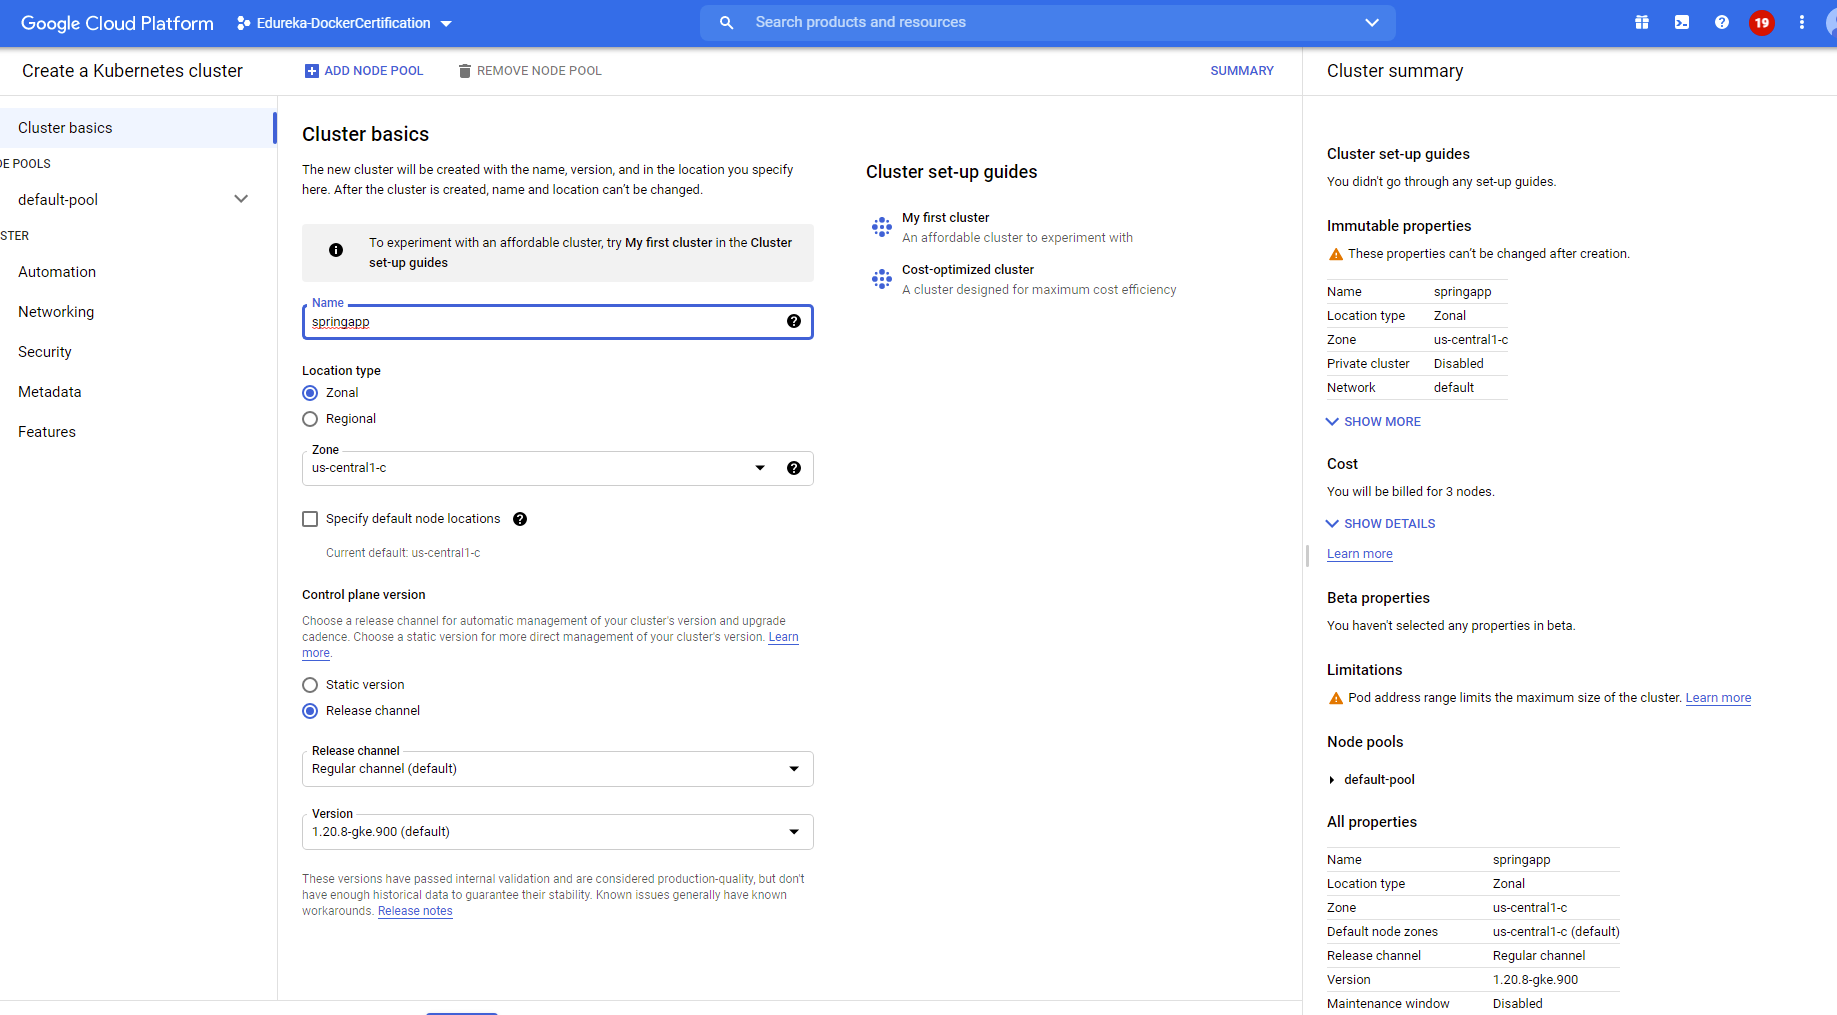 Google Cloud Platform
Edureka-DockerCertification
Search products and resources
19
Create a Kubernetes cluster
ADD NODE POOL
REMOVE NODE POOL
SUMMARY
Cluster summary
Cluster basics
DE POOLS
default-pool
STER
Automation
Networking
Security
Metadata
Features
Cluster basics
The new cluster will be created with the name, version, and in the location you specify
here. After the cluster is created, name and location can't be changed.
To experiment with an affordable cluster, try My first cluster in the Cluster
set-up guides
Name
springapp
Location type
Zonal
Regional
Zone
us-central1-c
Specify default node locations
Current default: us-central1-c
Control plane version
Choose a release channel for automatic management of your cluster's version and upgrade
cadence. Choose a static version for more direct management of your cluster's version. Learn
more.
Static version
Release channel
Release channel
Regular channel (default)
Version
1.20.8-gke.900 (default)
These versions have passed internal validation and are considered production-quality, but don't
have enough historical data to guarantee their stability. Known issues generally have known
workarounds. Release notes
Cluster set-up guides
My first cluster
An affordable cluster to experiment with
Cost-optimized cluster
A cluster designed for maximum cost efficiency
Cluster set-up guides
You didn't go through any set-up guides.
Immutable properties
These properties can't be changed after creation.
Name springapp
Location type Zonal
Zone us-central1-c
Private cluster Disabled
Network default
SHOW MORE
Cost
You will be billed for 3 nodes.
SHOW DETAILS
Learn more
Beta properties
You haven't selected any properties in beta.
Limitations
Pod address range limits the maximum size of the cluster. Learn more
Node pools
default-pool
All properties
Name springapp
Location type Zonal
Zone us-central1-c
Default node zones us-central1-c (default)
Release channel Regular channel
Version 1.20.8-gke.900
Maintenance window Disabled